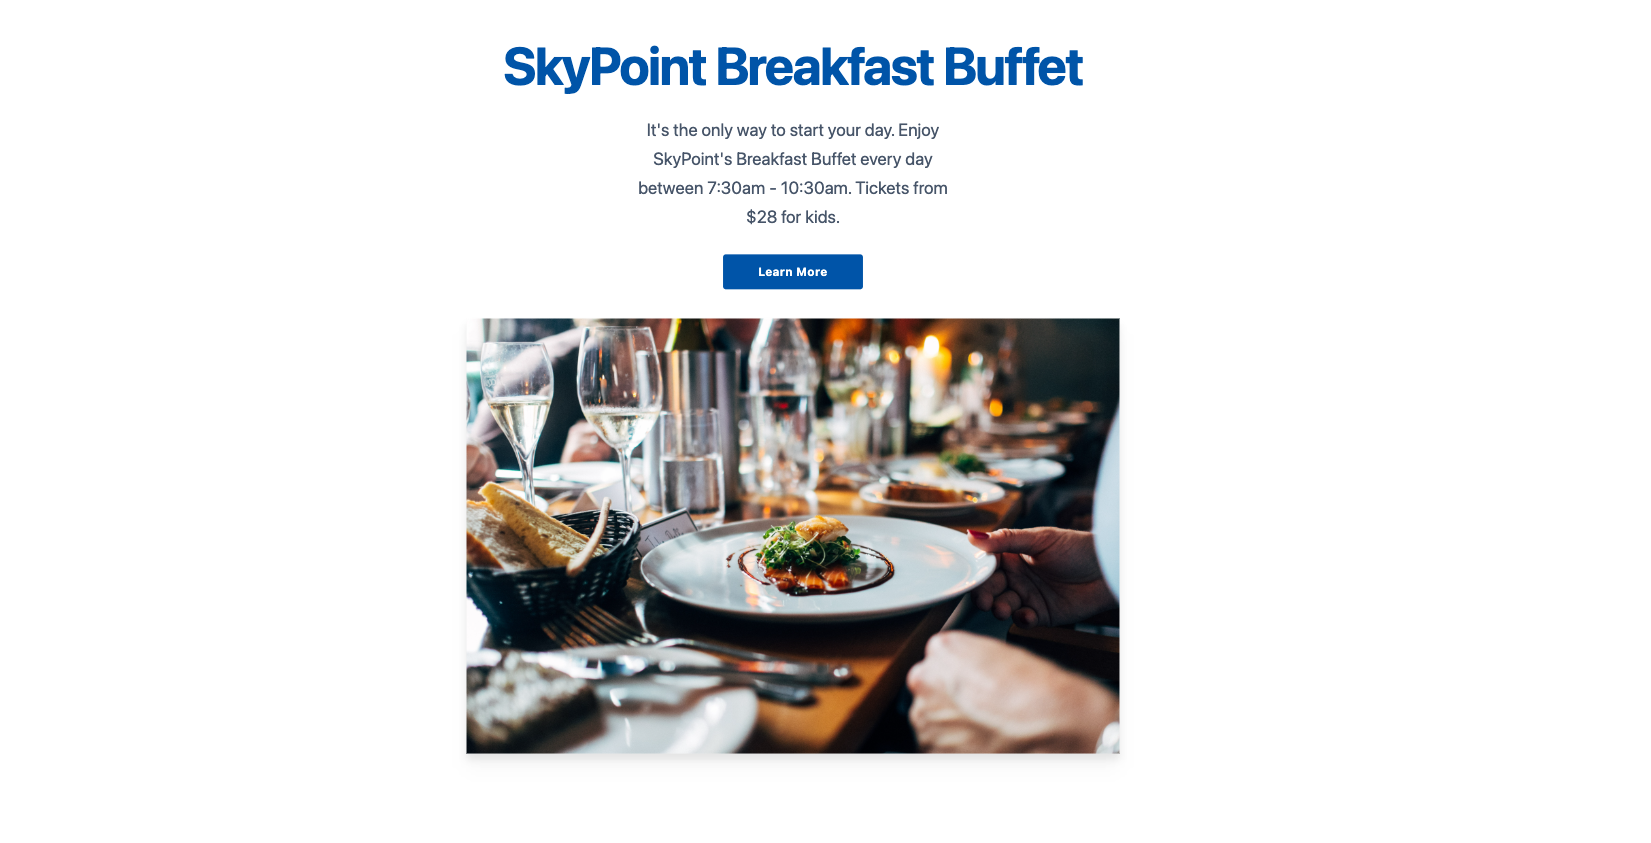 SkyPoint Breakfast Buffet
It's the only way to start your day. Enjoy
SkyPoint's Breakfast Buffet every day
between 7:30am - 10:30am. Tickets from
$28 for kids.
Learn More